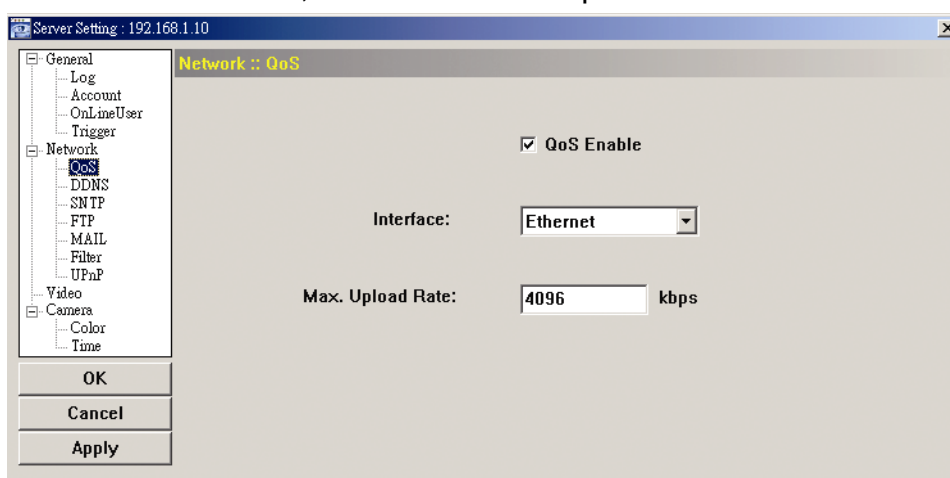 Server Setting : 192.168.1.10
General
Log
Account
OnLineUser
Trigger
Network
QoS
DDNS
SNTP
FTP
MAIL
Filter
UPnP
Video
Camera
Color
Time
OK
Cancel
Apply
Network :: QoS
QoS Enable
Interface: Ethernet
Max. Upload Rate: 4096 kbps